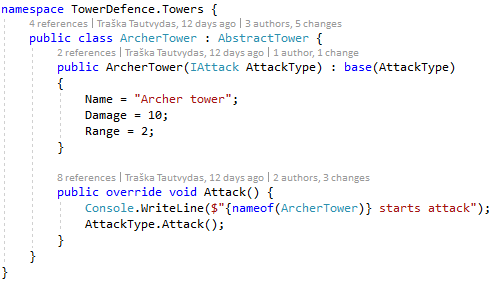 namespace TowerDefence.Towers {
4 references | Traška Tautvydas, 12 days ago | 3 authors, 5 changes
public class ArcherTower : AbstractTower {
2 references | Traška Tautvydas, 12 days ago | 1 author, 1 change
public ArcherTower(IAttack AttackType) : base(AttackType)
{
Name = "Archer tower";
Damage = 10;
Range = 2;
}
8 references | Traška Tautvydas, 12 days ago | 2 authors, 3 changes
public override void Attack() {
Console.WriteLine($"{nameof(ArcherTower)} starts attack");
AttackType.Attack();
}
}
}